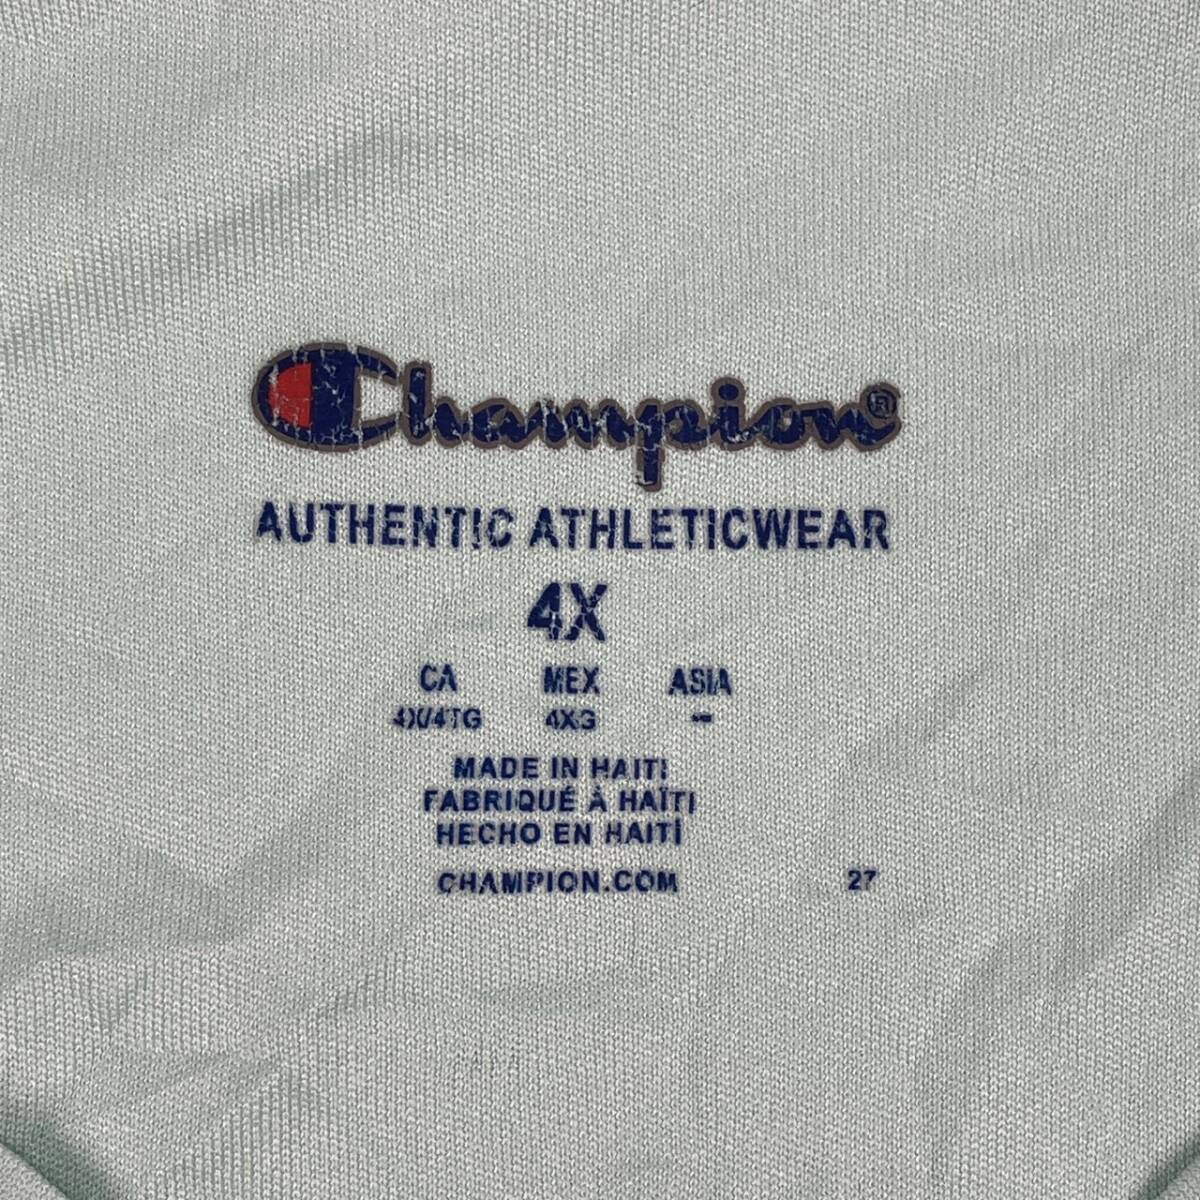 Champion®
AUTHENTIC ATHLETICWEAR
4X
CA MEX ASIA
4X/4TG 4XG --
MADE IN HAITI
FABRIQUÉ À HAÏTI
HECHO EN HAITÍ
CHAMPION.COM 27